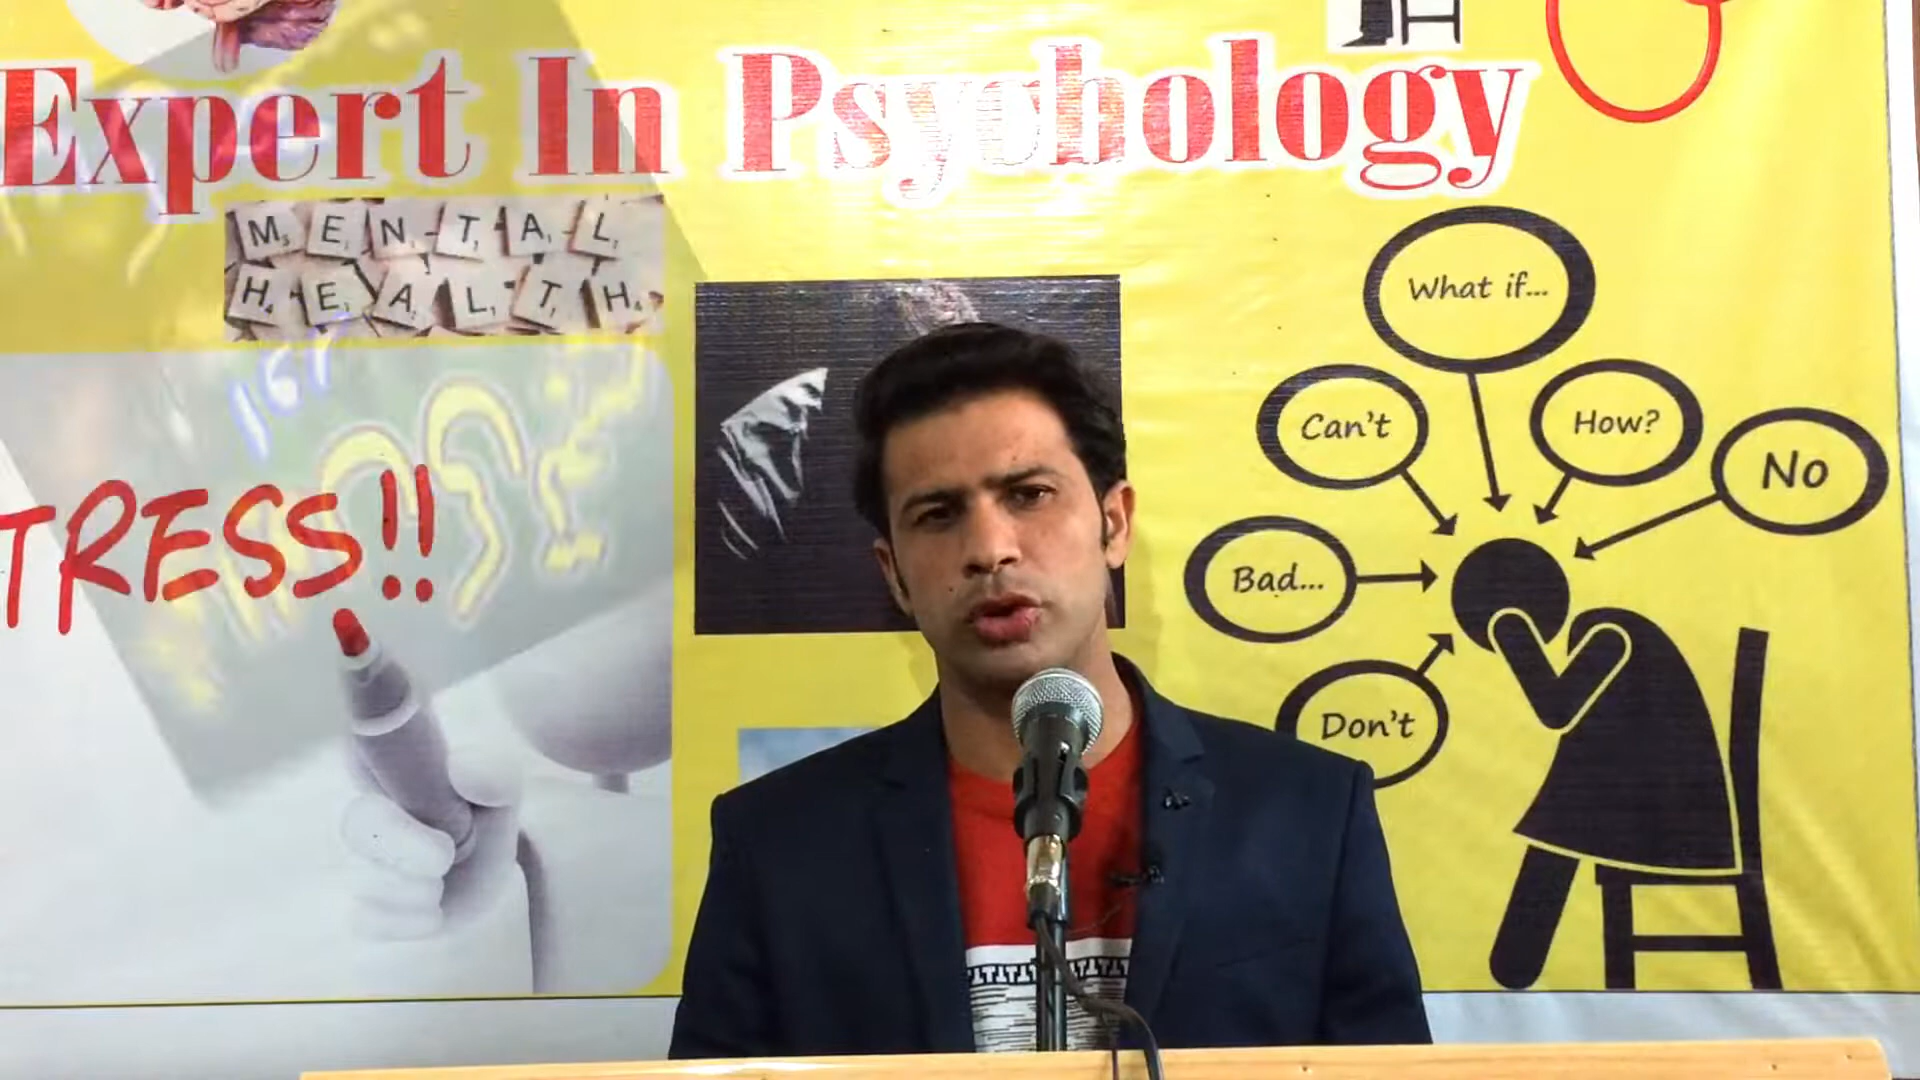 Expert In Psychology
MENTAL
HEALTH
TRESS!!
What if...
Can't
How?
No
Bad...
Don't